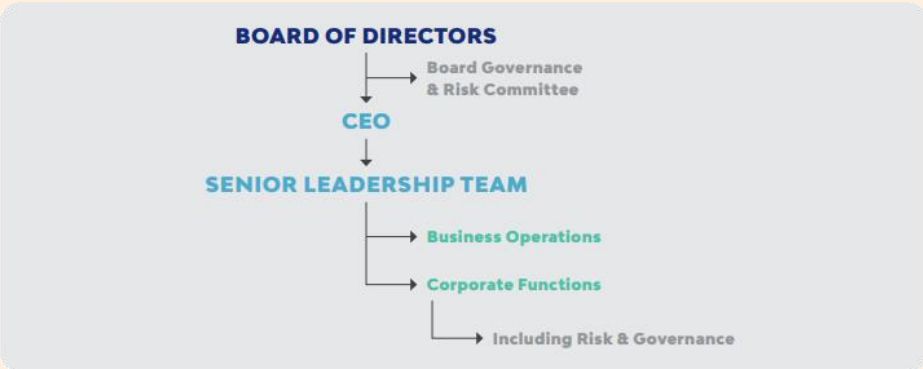 BOARD OF DIRECTORS
Board Governance
& Risk Committee
CEO
SENIOR LEADERSHIP TEAM
Business Operations
Corporate Functions
Including Risk & Governance